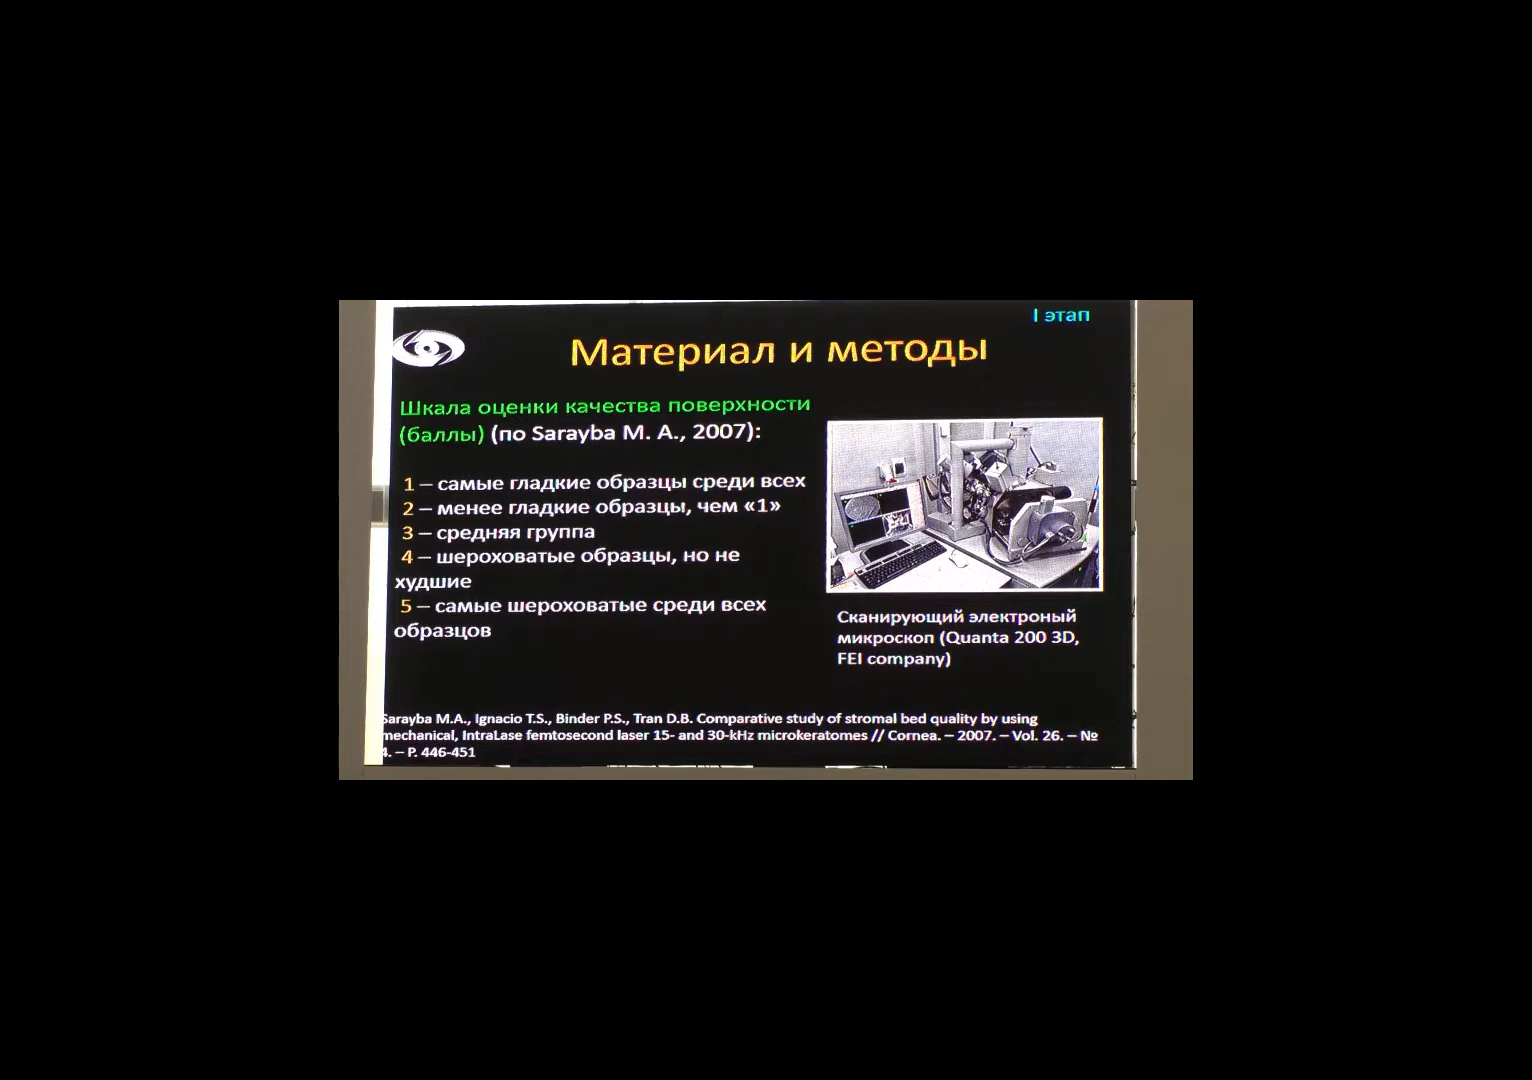 I этап
Материал и методы
Шкала оценки качества поверхности
(баллы) (по Sarayba M. A., 2007):
1 – самые гладкие образцы среди всех
2 – менее гладкие образцы, чем «1»
3 – средняя группа
4 – шероховатые образцы, но не
худшие
5 – самые шероховатые среди всех
образцов
Сканирующий электроный
микроскоп (Quanta 200 3D,
FEI company)
Sarayba M.A., Ignacio T.S., Binder P.S., Tran D.B. Comparative study of stromal bed quality by using
mechanical, IntraLase femtosecond laser 15- and 30-kHz microkeratomes // Cornea. – 2007. – Vol. 26. – №
4. – P. 446-451